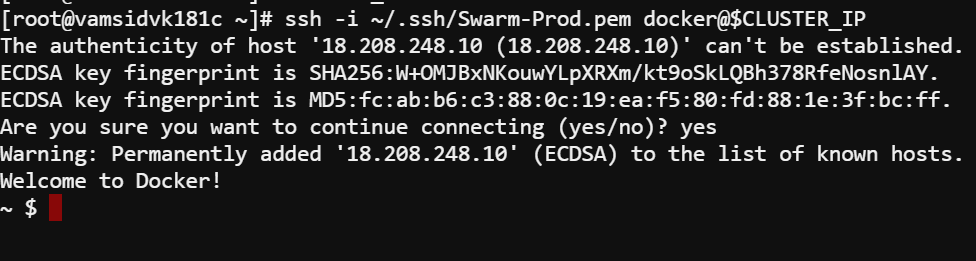 [root@vamsidvk181c ~]# ssh -i ~/.ssh/Swarm-Prod.pem docker@$CLUSTER_IP
The authenticity of host '18.208.248.10 (18.208.248.10)' can't be established.
ECDSA key fingerprint is SHA256:W+OMJBxNKouwYLpXRXm/kt9oSkLQBh378RfeNosnlAY.
ECDSA key fingerprint is MD5:fc:ab:b6:c3:88:0c:19:ea:f5:80:fd:88:1e:3f:bc:ff.
Are you sure you want to continue connecting (yes/no)? yes
Warning: Permanently added '18.208.248.10' (ECDSA) to the list of known hosts.
Welcome to Docker!
~ $